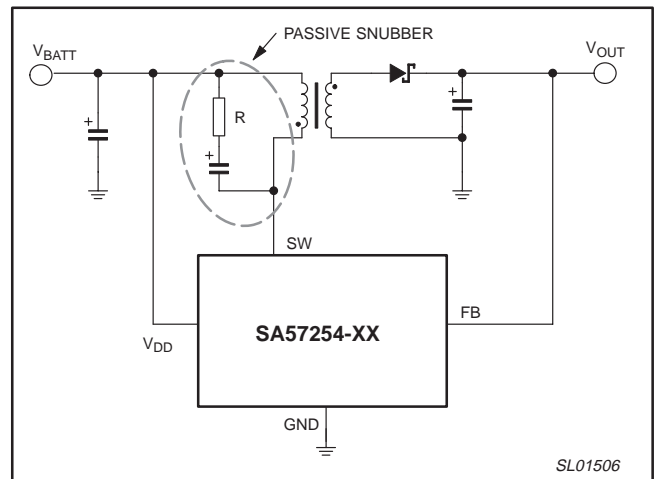 PASSIVE SNUBBER
VBATT
VOUT
+
R
+
+
SW
SA57254-XX
FB
VDD
GND
SL01506